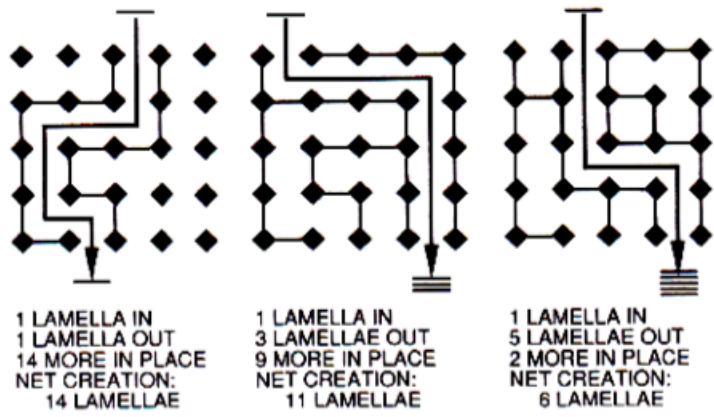 1 LAMELLA IN
1 LAMELLA OUT
14 MORE IN PLACE
NET CREATION:
14 LAMELLAE
1 LAMELLA IN
3 LAMELLAE OUT
9 MORE IN PLACE
NET CREATION:
11 LAMELLAE
1 LAMELLA IN
5 LAMELLAE OUT
2 MORE IN PLACE
NET CREATION:
6 LAMELLAE